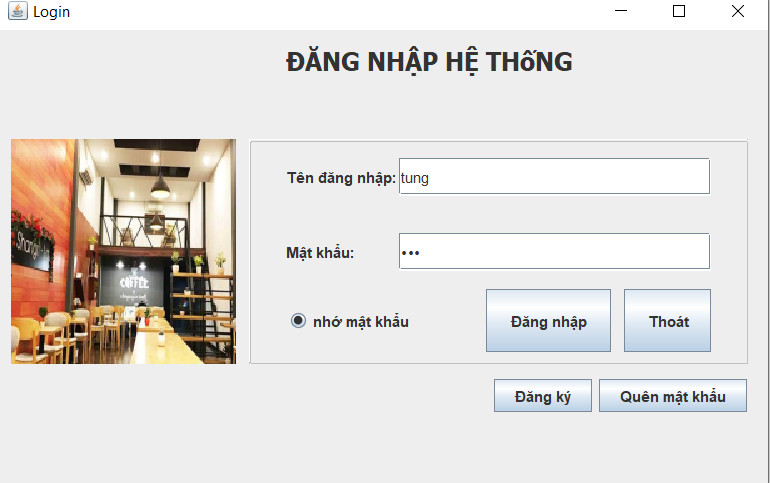 Login
ĐĂNG NHẬP HỆ THốNG
Tên đăng nhập: tung
Mật khẩu: •••
nhớ mật khẩu
Đăng nhập
Thoát
Đăng ký
Quên mật khẩu
COFFEE